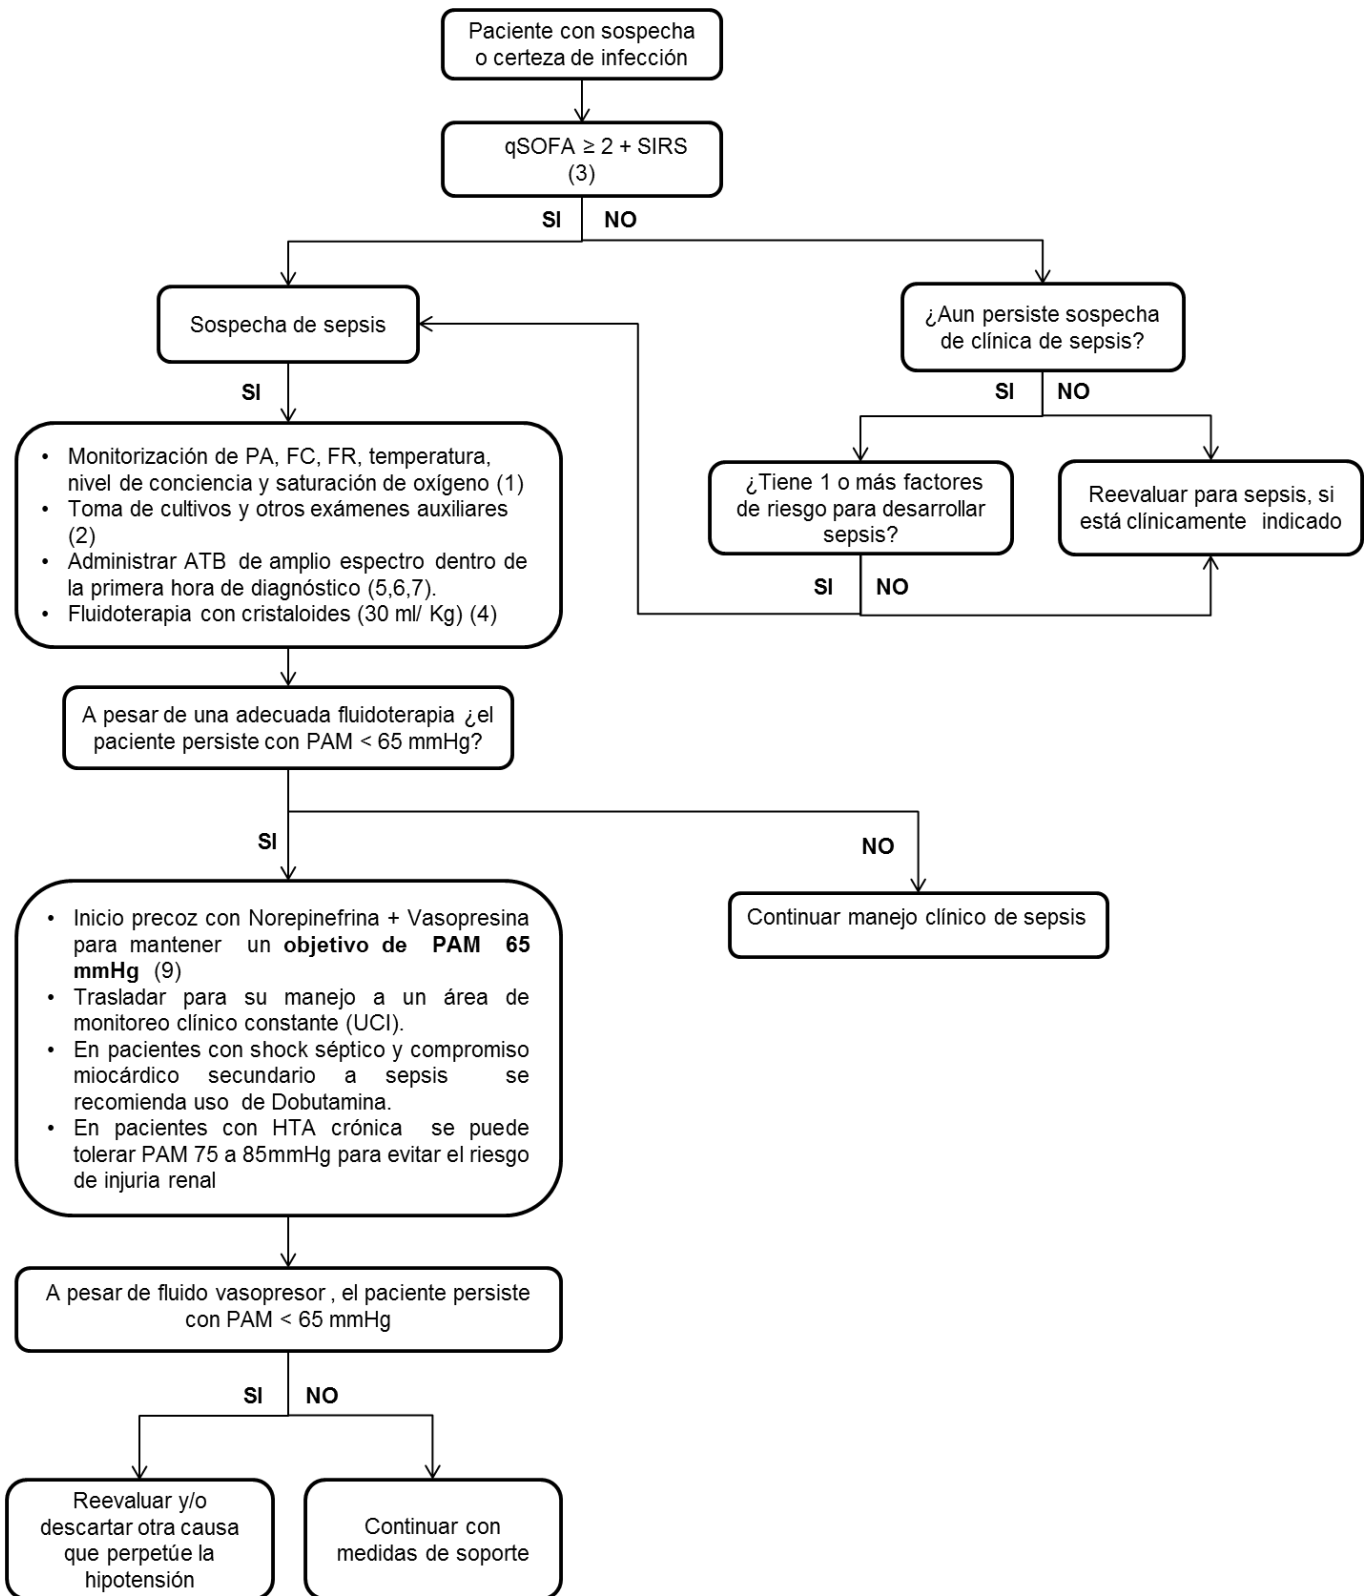 Paciente con sospecha
o certeza de infección
qSOFA ≥ 2 + SIRS
(3)
SI
NO
Sospecha de sepsis
¿Aun persiste sospecha
de clínica de sepsis?
SI
SI
NO
• Monitorización de PA, FC, FR, temperatura,
nivel de conciencia y saturación de oxígeno (1)
• Toma de cultivos y otros exámenes auxiliares
(2)
• Administrar ATB de amplio espectro dentro de
la primera hora de diagnóstico (5,6,7).
• Fluidoterapia con cristaloides (30 ml/ Kg) (4)
¿Tiene 1 o más factores
de riesgo para desarrollar
sepsis?
Reevaluar para sepsis, si
está clínicamente indicado
SI
NO
A pesar de una adecuada fluidoterapia ¿el
paciente persiste con PAM < 65 mmHg?
SI
NO
• Inicio precoz con Norepinefrina + Vasopresina
para mantener un objetivo de PAM 65
mmHg (9)
• Trasladar para su manejo a un área de
monitoreo clínico constante (UCI).
• En pacientes con shock séptico y compromiso
miocárdico secundario a sepsis se
recomienda uso de Dobutamina.
• En pacientes con HTA crónica se puede
tolerar PAM 75 a 85mmHg para evitar el riesgo
de injuria renal
Continuar manejo clínico de sepsis
A pesar de fluido vasopresor , el paciente persiste
con PAM < 65 mmHg
SI
NO
Reevaluar y/o
descartar otra causa
que perpetúe la
hipotensión
Continuar con
medidas de soporte